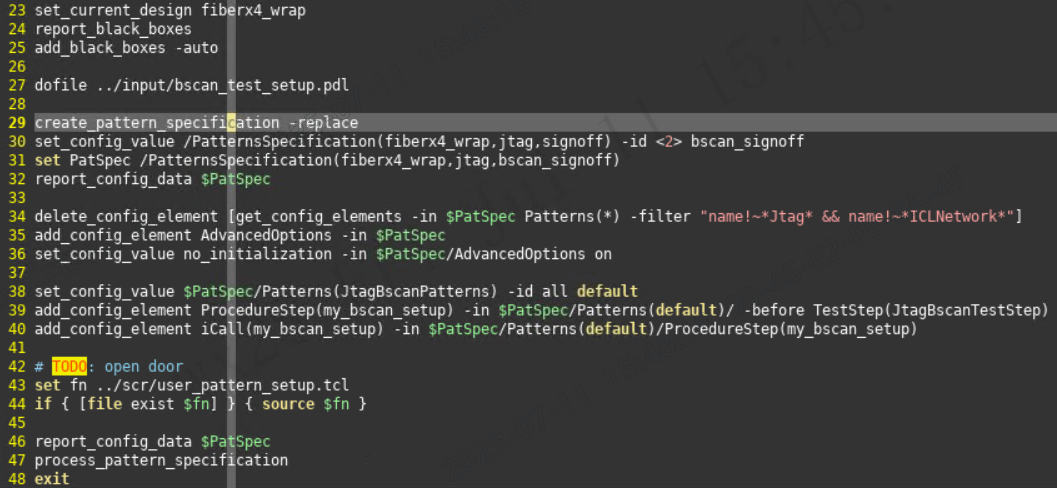 23 set_current_design fiberx4_wrap
24 report_black_boxes
25 add_black_boxes -auto
26
27 dofile ../input/bscan_test_setup.pdl
28
29 create_pattern_specification -replace
30 set_config_value /PatternsSpecification(fiberx4_wrap,jtag,signoff) -id <2> bscan_signoff
31 set PatSpec /PatternsSpecification(fiberx4_wrap,jtag,bscan_signoff)
32 report_config_data $PatSpec
33
34 delete_config_element [get_config_elements -in $PatSpec Patterns(*) -filter "name!~*Jtag* && name!~*ICLNetwork*"]
35 add_config_element AdvancedOptions -in $PatSpec
36 set_config_value no_initialization -in $PatSpec/AdvancedOptions on
37
38 set_config_value $PatSpec/Patterns(JtagBscanPatterns) -id all default
39 add_config_element ProcedureStep(my_bscan_setup) -in $PatSpec/Patterns(default)/ -before TestStep(JtagBscanTestStep)
40 add_config_element iCall(my_bscan_setup) -in $PatSpec/Patterns(default)/ProcedureStep(my_bscan_setup)
41
42 # TODO: open door
43 set fn ../scr/user_pattern_setup.tcl
44 if { [file exist $fn] } { source $fn }
45
46 report_config_data $PatSpec
47 process_pattern_specification
48 exit